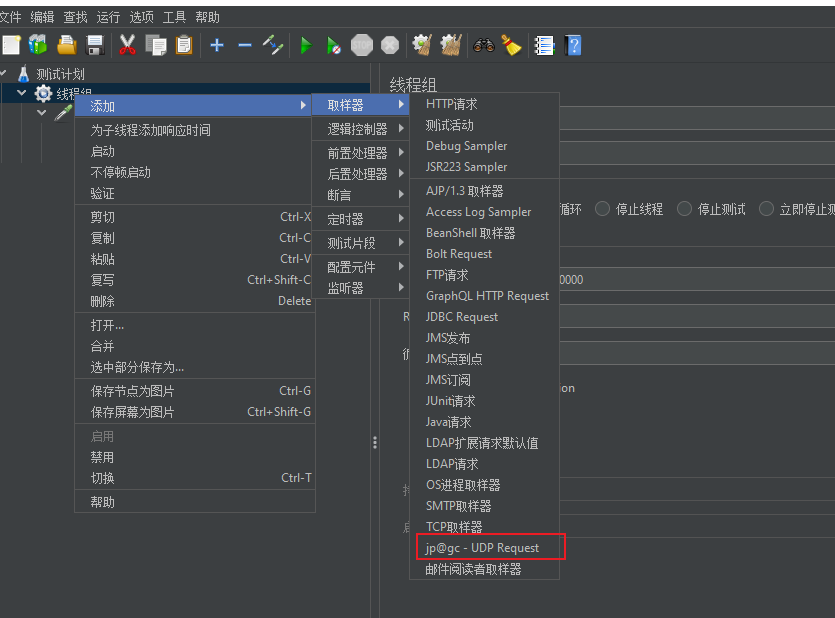 文件 编辑 查找 运行 选项 工具 帮助
测试计划
线程组
线程组
添加
为子线程添加响应时间
启动
不停顿启动
验证
剪切 Ctrl-X
复制 Ctrl-C
粘贴 Ctrl-V
复写 Ctrl+Shift-C
删除 Delete
打开...
合并
选中部分保存为...
保存节点为图片 Ctrl-G
保存屏幕为图片 Ctrl+Shift-G
启用
禁用
切换 Ctrl-T
帮助
取样器
逻辑控制器
前置处理器
后置处理器
断言
定时器
测试片段
配置元件
监听器
HTTP请求
测试活动
Debug Sampler
JSR223 Sampler
AJP/1.3 取样器
Access Log Sampler
BeanShell 取样器
Bolt Request
FTP请求
GraphQL HTTP Request
JDBC Request
JMS发布
JMS点到点
JMS订阅
JUnit请求
Java请求
LDAP扩展请求默认值
LDAP请求
OS进程取样器
SMTP取样器
TCP取样器
jp@gc - UDP Request
邮件阅读者取样器
循环 停止线程 停止测试 立即停止测
0000
R
ion